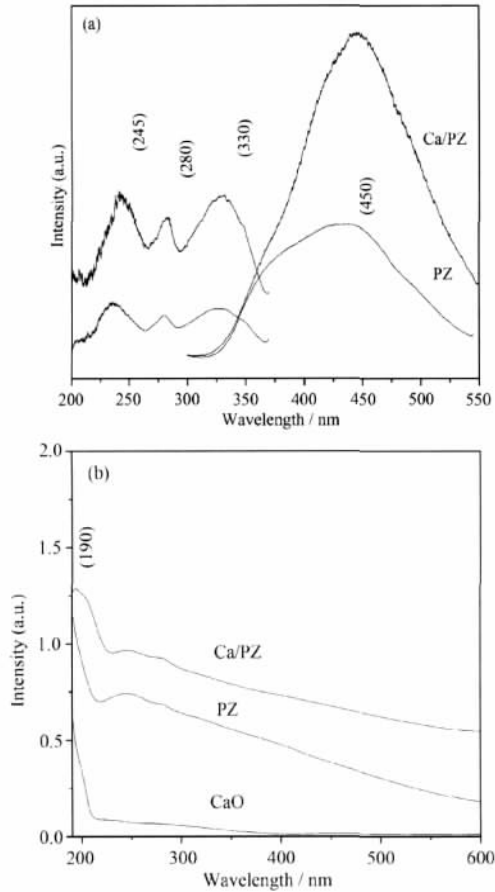 (a)
(245)
(280)
(330)
Ca/PZ
(450)
PZ
Intensity (a.u.)
200 250 300 350 400 450 500 550
Wavelength / nm
2.0
(b)
(190)
1.5
Intensity (a.u.)
1.0
Ca/PZ
PZ
0.5
CaO
0.0
200 300 400 500 600
Wavelength / nm